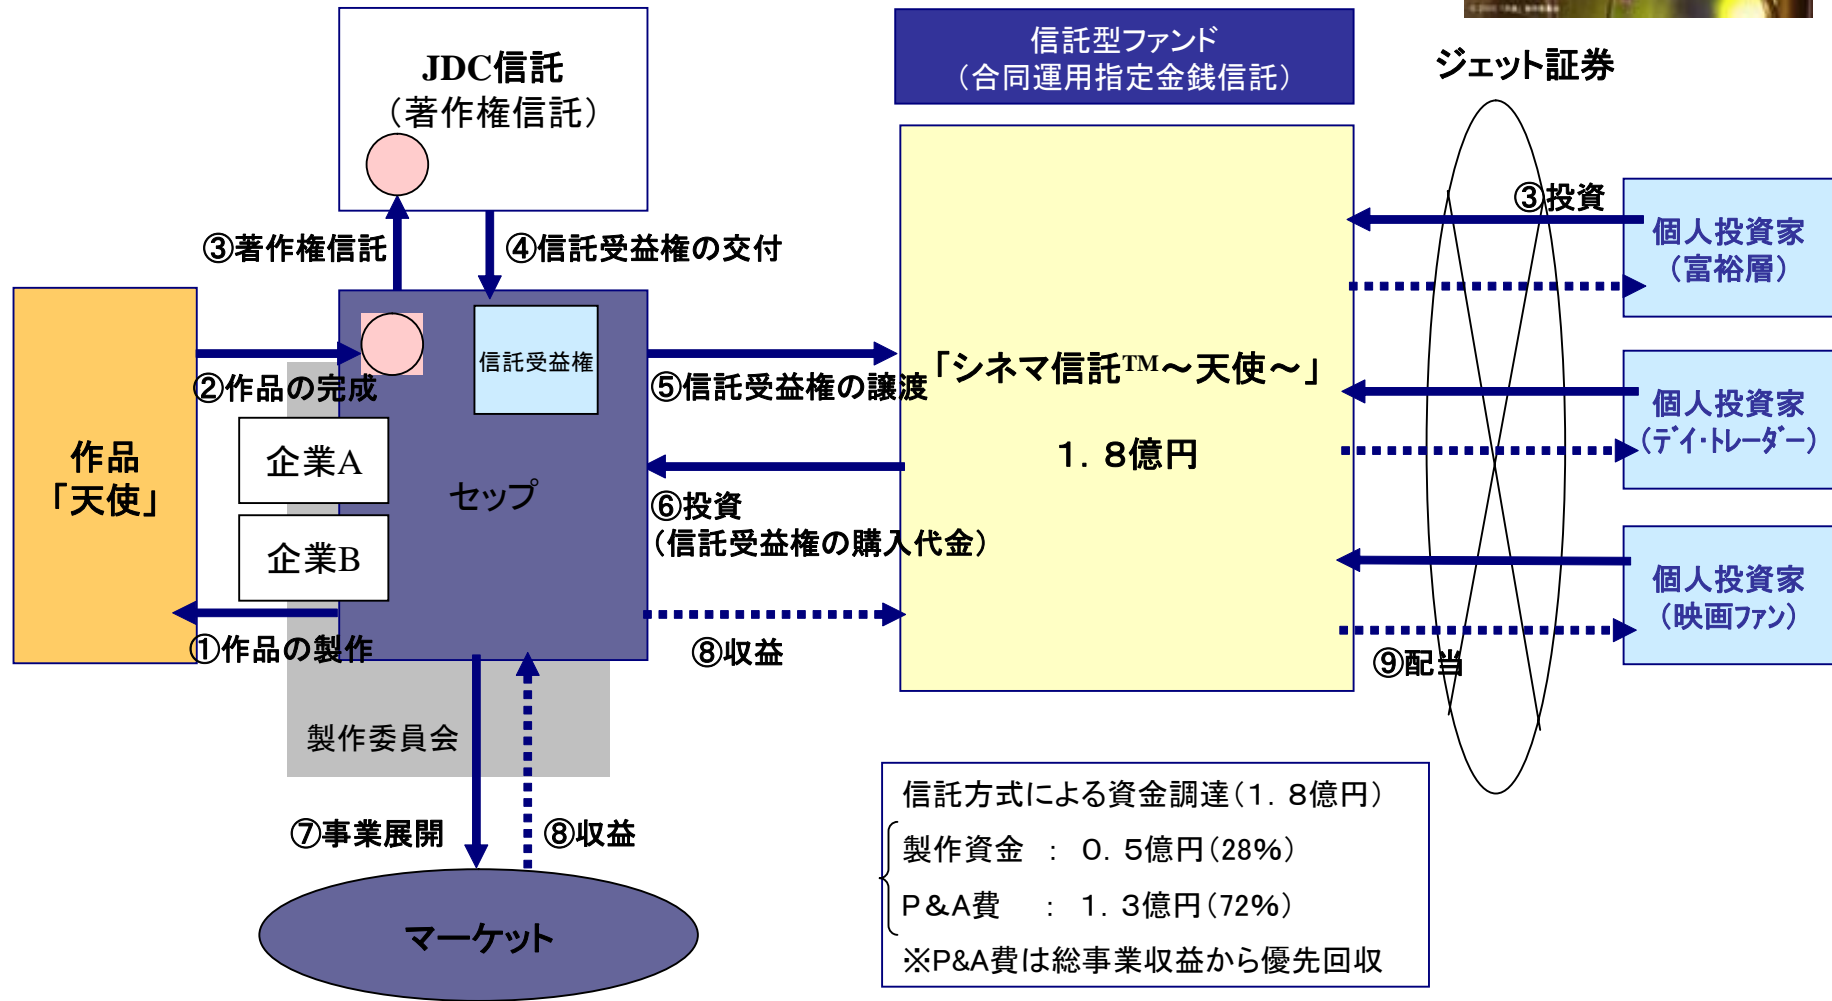 JDC信託
（著作権信託）
信託型ファンド
（合同運用指定金銭信託）
ジェット証券
③著作権信託
④信託受益権の交付
③投資
個人投資家
（富裕層）
信託受益権
②作品の完成
⑤信託受益権の譲渡
「シネマ信託™～天使～」
1．8億円
個人投資家
（デイ・トレーダー）
作品
「天使」
企業A
企業B
セップ
⑥投資
（信託受益権の購入代金）
①作品の製作
⑧収益
個人投資家
（映画ファン）
⑨配当
製作委員会
⑦事業展開
⑧収益
マーケット
信託方式による資金調達（1．8億円）
製作資金 ： 0．5億円（28%）
P&A費 ： 1．3億円（72%）
※P&A費は総事業収益から優先回収